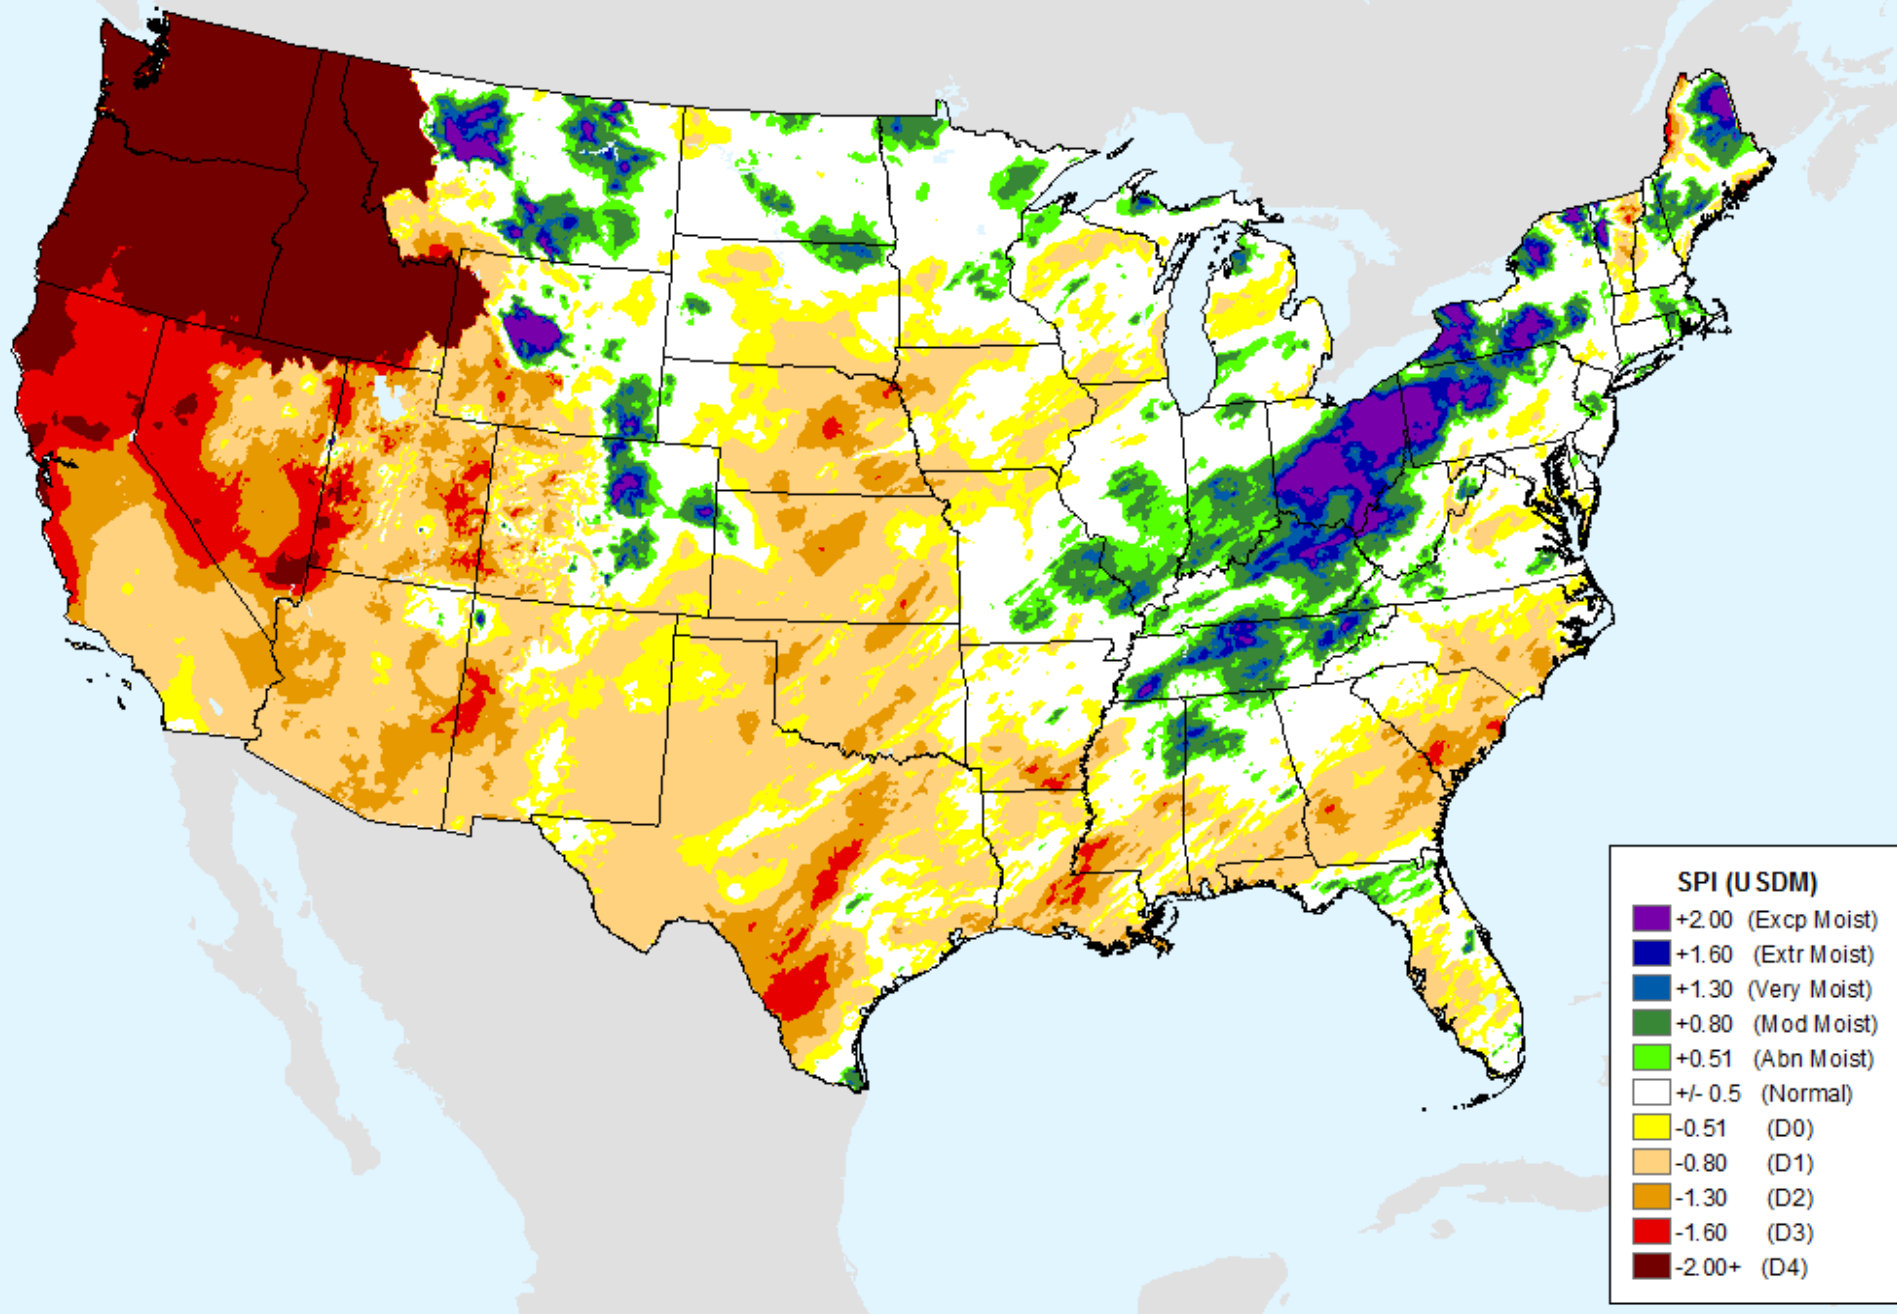 SPI (USDM)
+2.00 (Excp Moist)
+1.60 (Extr Moist)
+1.30 (Very Moist)
+0.80 (Mod Moist)
+0.51 (Abn Moist)
+/- 0.5 (Normal)
-0.51 (D0)
-0.80 (D1)
-1.30 (D2)
-1.60 (D3)
-2.00+ (D4)